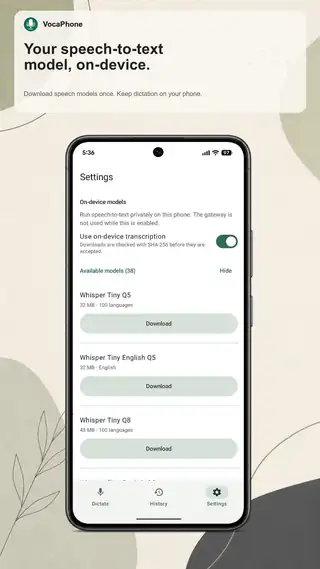 VocaPhone
Your speech-to-text
model, on-device.
Download speech models once. Keep dictation on your phone.
5:36
97
Settings
On-device models
Run speech-to-text privately on this phone. The gateway is
not used while this is enabled.
Use on-device transcription
Downloads are checked with SHA-256 before they are
accepted.
Available models (38)
Hide
Whisper Tiny Q5
32 MB · 100 languages
Download
Whisper Tiny English Q5
32 MB · English
Download
Whisper Tiny Q8
43 MB · 100 languages
Download
Dictate
History
Settings